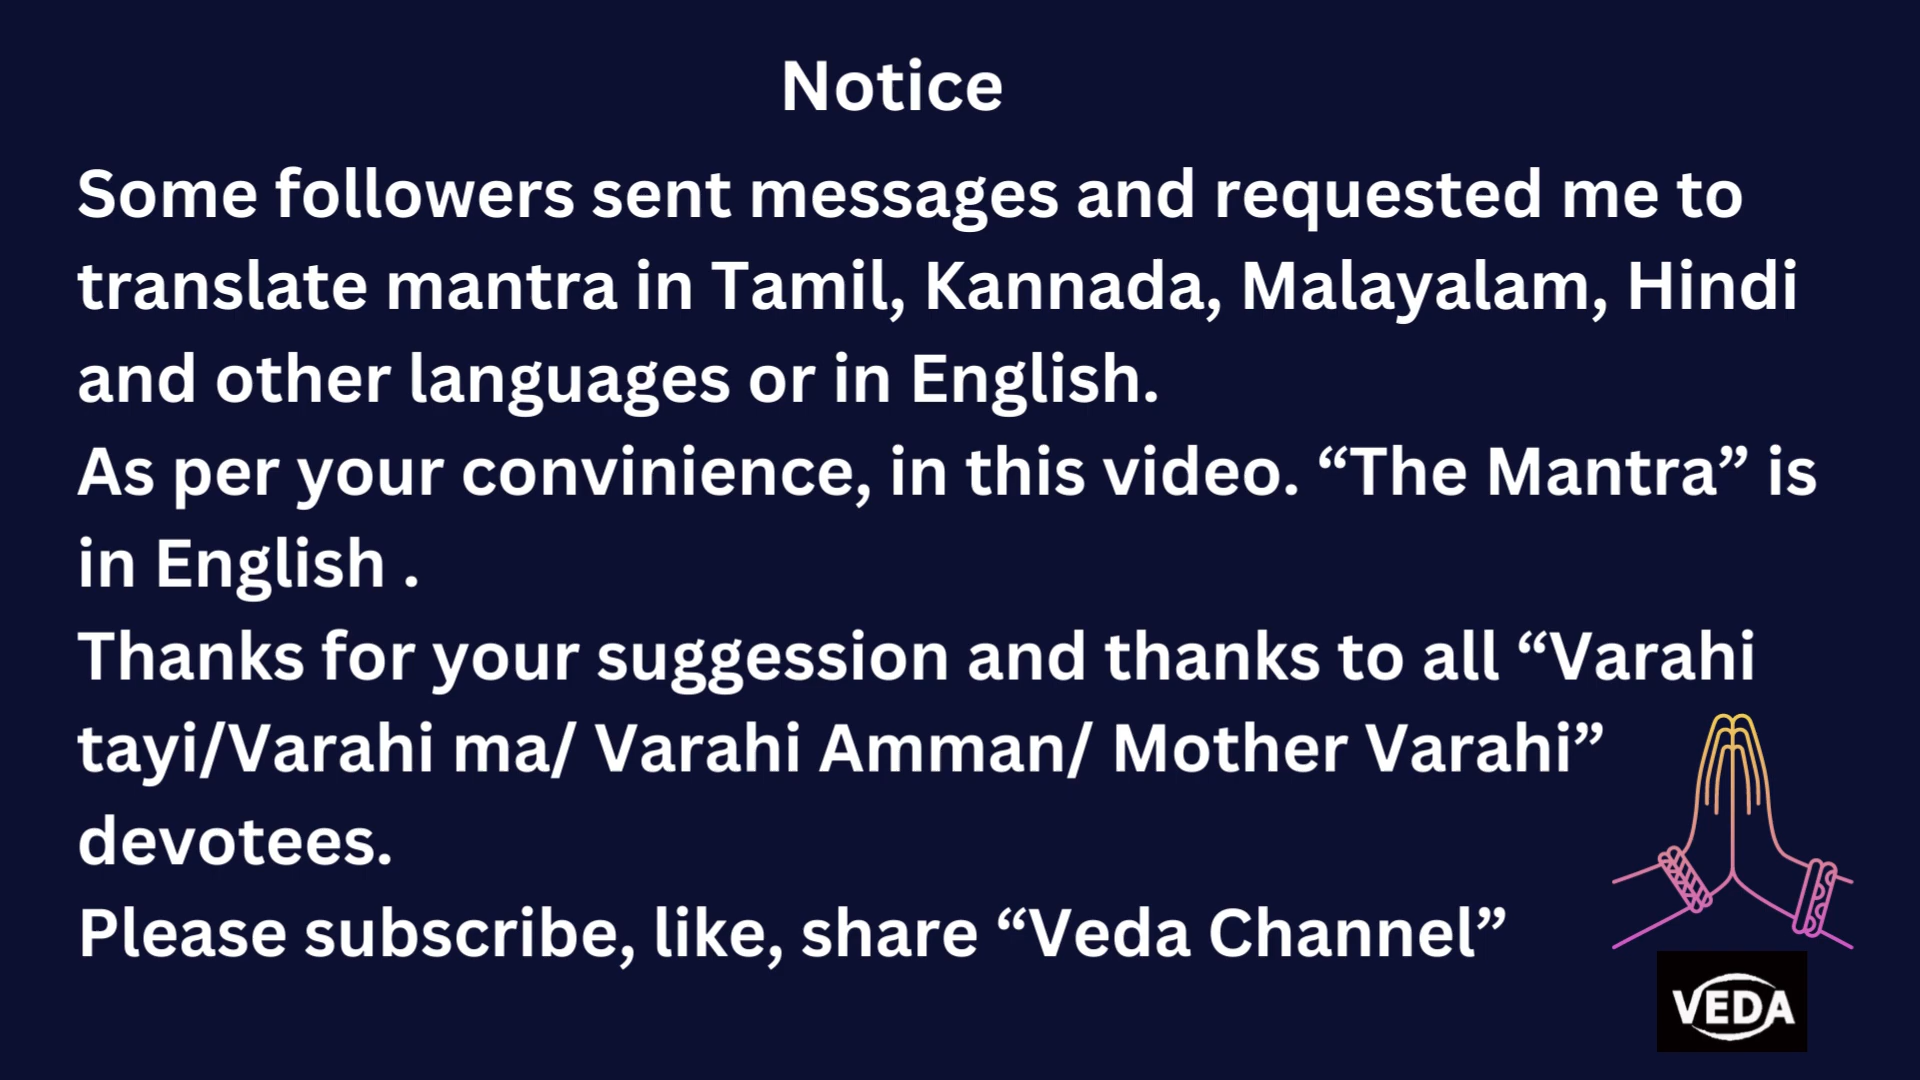 Notice
Some followers sent messages and requested me to
translate mantra in Tamil, Kannada, Malayalam, Hindi
and other languages or in English.
As per your convinience, in this video. “The Mantra” is
in English .
Thanks for your suggession and thanks to all “Varahi
tayi/Varahi ma/ Varahi Amman/ Mother Varahi”
devotees.
Please subscribe, like, share “Veda Channel”
VEDA